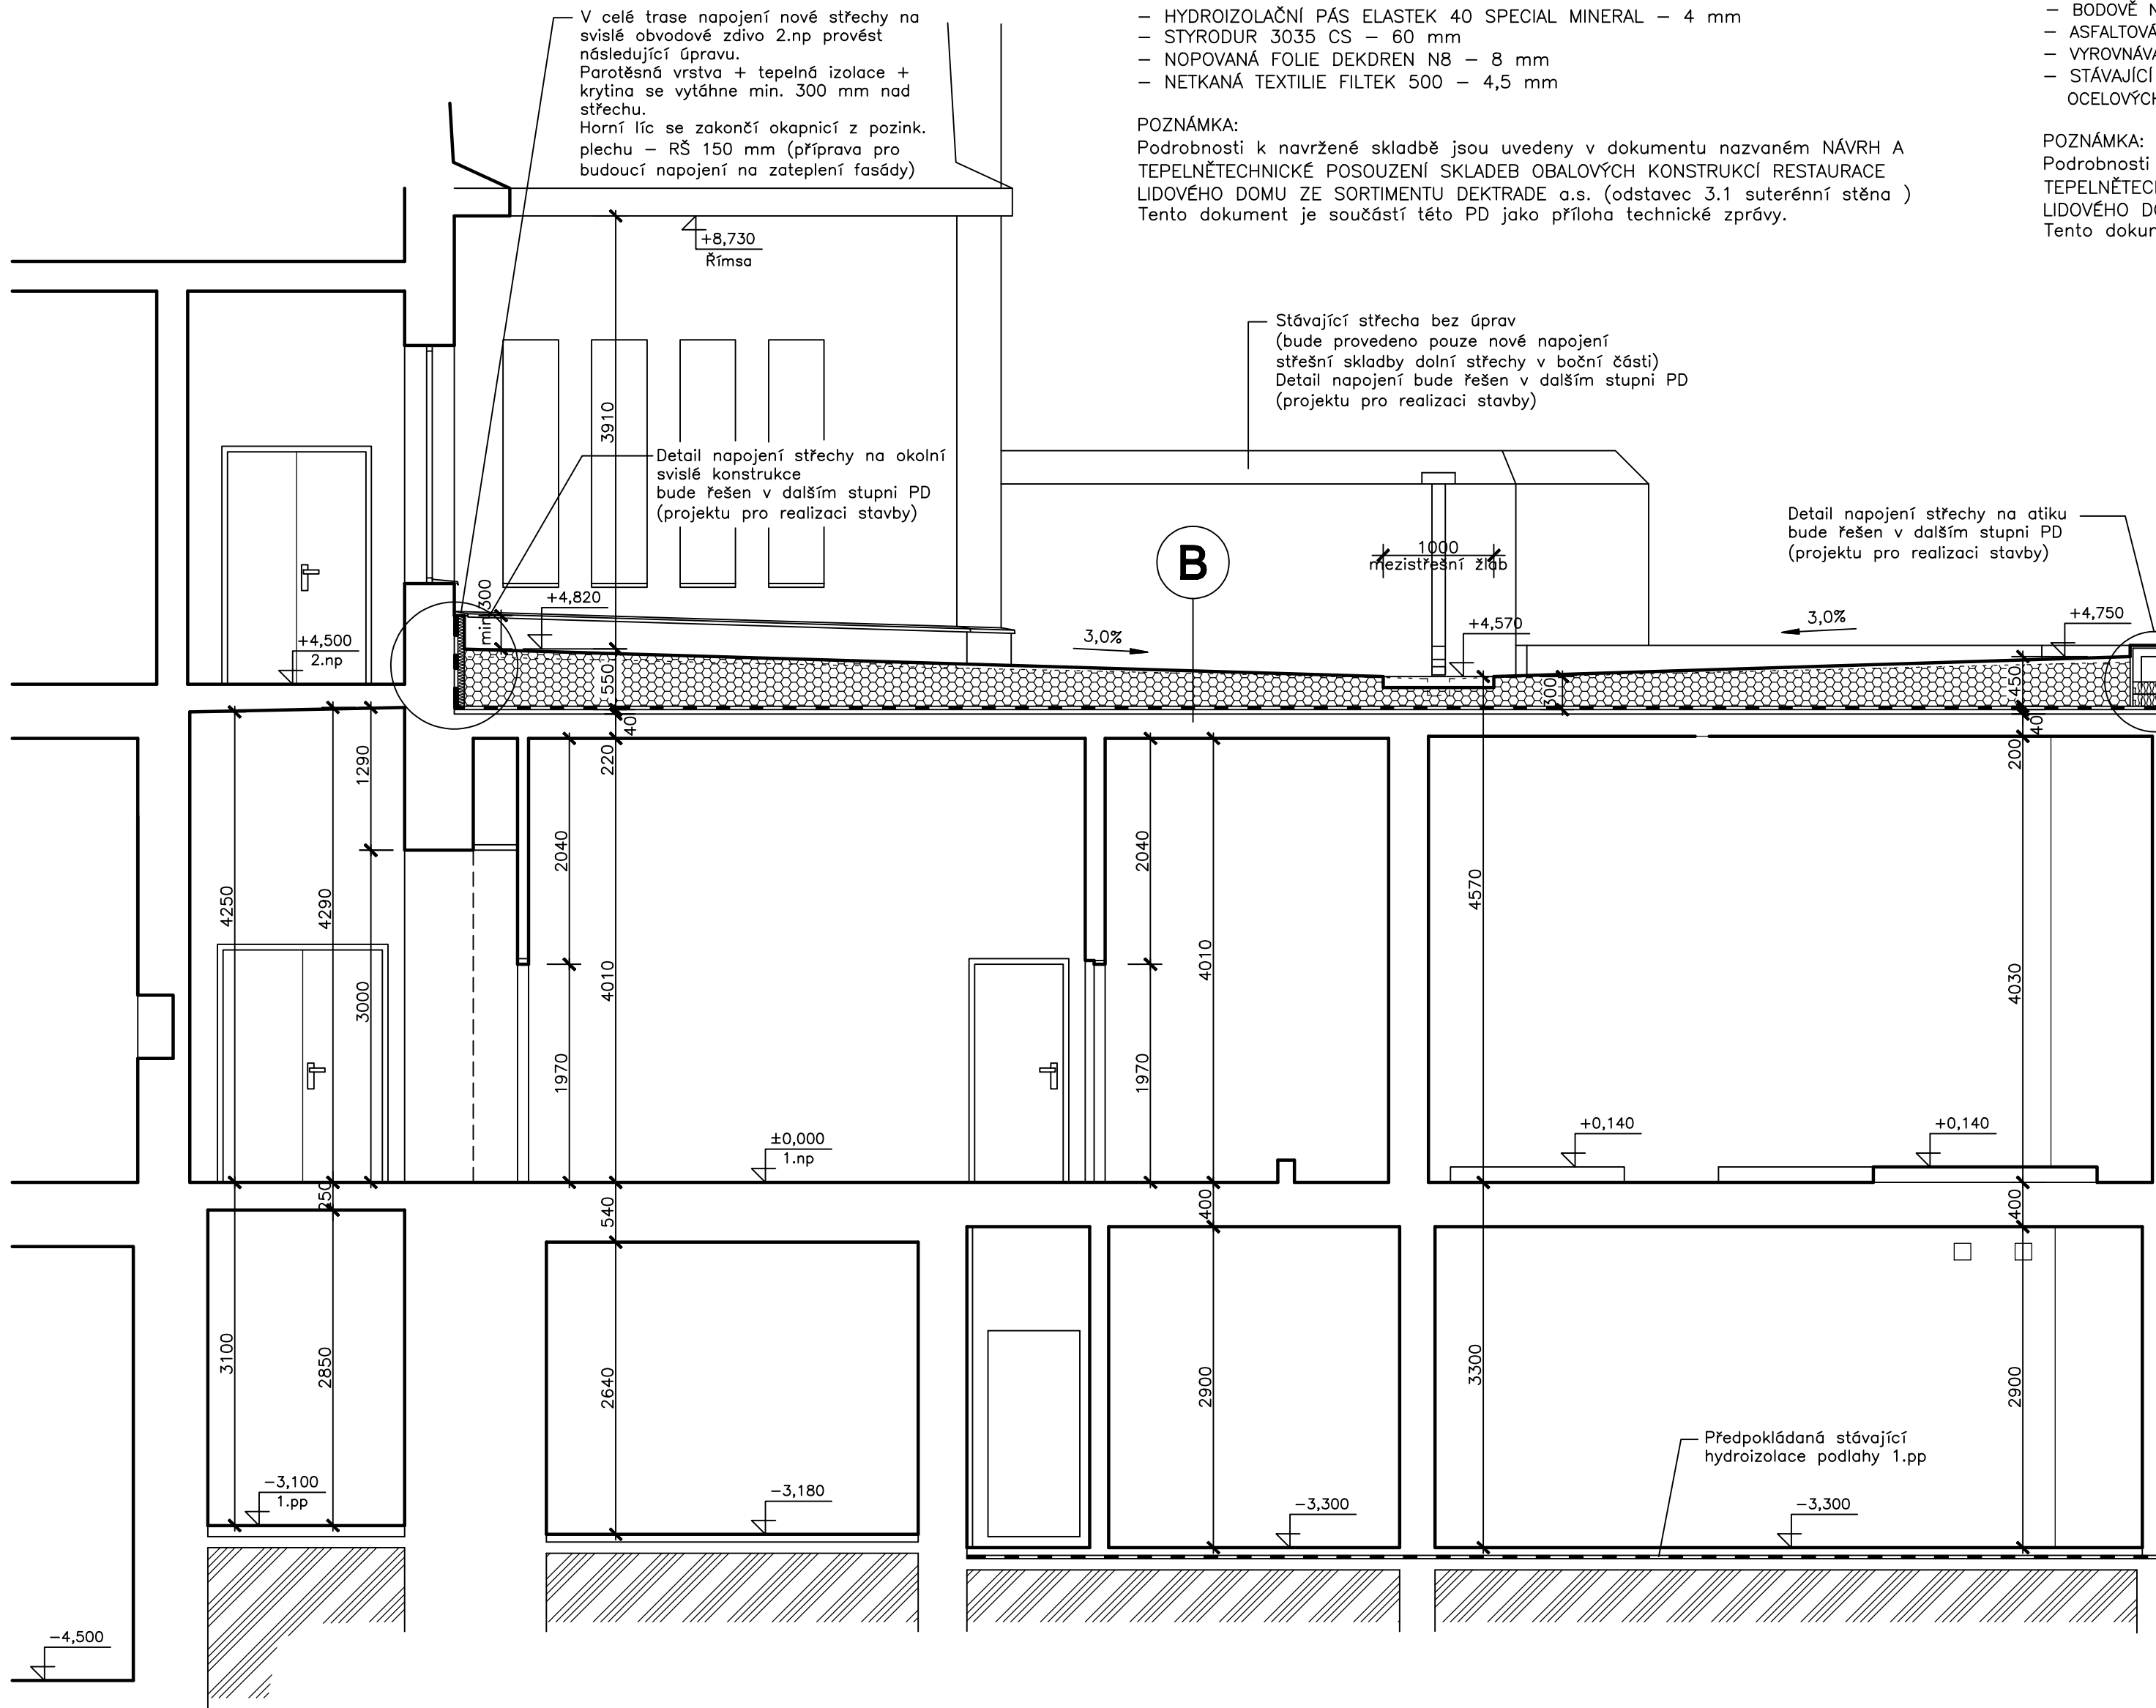 V celé trase napojení nové střechy na
svislé obvodové zdivo 2.np provést
následující úpravu.
Parotěsná vrstva + tepelná izolace +
krytina se vytáhne min. 300 mm nad
střechu.
Horní líc se zakončí okapnicí z pozink.
plechu – RŠ 150 mm (příprava pro
budoucí napojení na zateplení fasády)
– HYDROIZOLAČNÍ PÁS ELASTEK 40 SPECIAL MINERAL – 4 mm
– STYRODUR 3035 CS – 60 mm
– NOPOVANÁ FOLIE DEKDREN N8 – 8 mm
– NETKANÁ TEXTILIE FILTEK 500 – 4,5 mm
POZNÁMKA:
Podrobnosti k navržené skladbě jsou uvedeny v dokumentu nazvaném NÁVRH A
TEPELNĚTECHNICKÉ POSOUZENÍ SKLADEB OBALOVÝCH KONSTRUKCÍ RESTAURACE
LIDOVÉHO DOMU ZE SORTIMENTU DEKTRADE a.s. (odstavec 3.1 suterénní stěna )
Tento dokument je součástí této PD jako příloha technické zprávy.
– BODOVĚ
– ASFALTOVÁ
– VYROVNÁVA
– STÁVAJÍCÍ
OCELOVÝCH
POZNÁMKA:
Podrobnosti
TEPELNĚTECH
LIDOVÉHO DO
Tento dokum
+8,730
Římsa
3910
Stávající střecha bez úprav
(bude provedeno pouze nové napojení
střešní skladby dolní střechy v boční části)
Detail napojení bude řešen v dalším stupni PD
(projektu pro realizaci stavby)
Detail napojení střechy na okolní
svislé konstrukce
bude řešen v dalším stupni PD
(projektu pro realizaci stavby)
Detail napojení střechy na atiku
bude řešen v dalším stupni PD
(projektu pro realizaci stavby)
B
1000
mezistřešní žlab
min.300
+4,820
+4,500
2.np
3,0%
+4,570
3,0%
+4,750
550
300
450
40
40
220
200
1290
2040
2040
4250
4290
3000
4010
4010
4570
4030
1970
1970
±0,000
1.np
+0,140
+0,140
250
540
400
400
3100
2850
2640
2900
3300
2900
Předpokládaná stávající
hydroizolace podlahy 1.pp
–3,100
1.pp
–3,180
–3,300
–3,300
–4,500